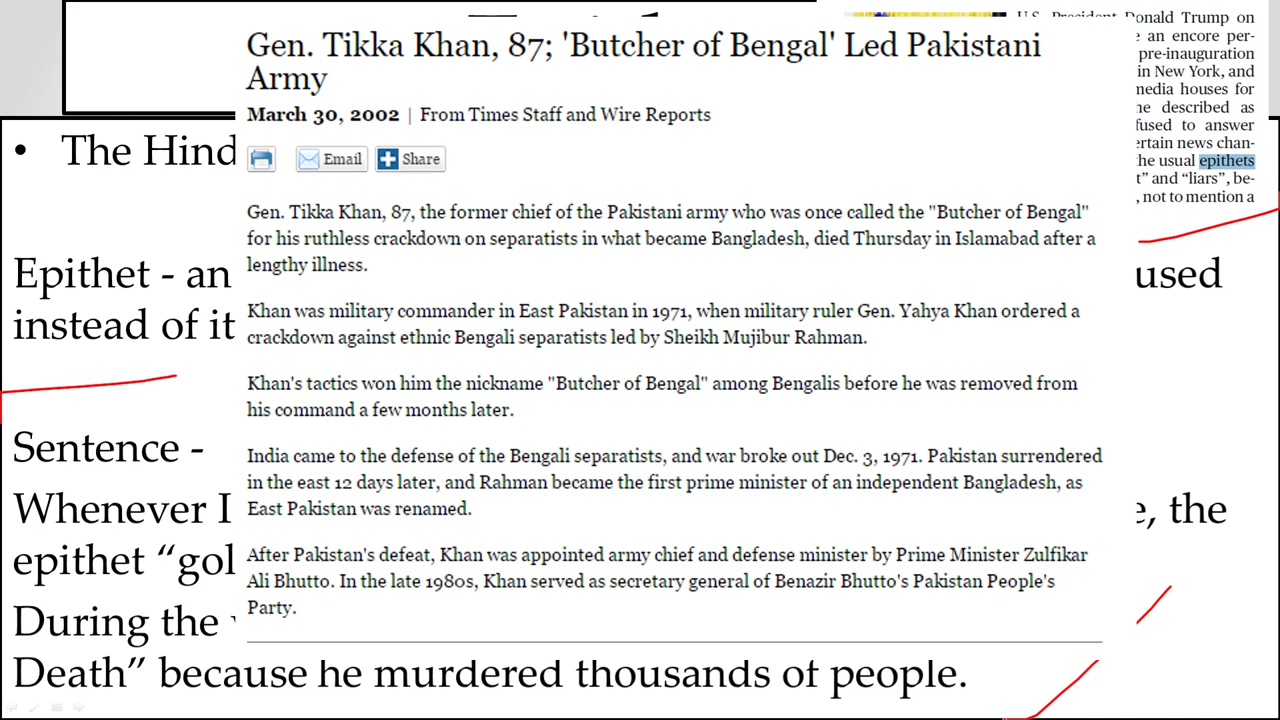 Gen. Tikka Khan, 87; 'Butcher of Bengal' Led Pakistani
Army
March 30, 2002 | From Times Staff and Wire Reports
Email Share
Gen. Tikka Khan, 87, the former chief of the Pakistani army who was once called the "Butcher of Bengal"
for his ruthless crackdown on separatists in what became Bangladesh, died Thursday in Islamabad after a
lengthy illness.
Khan was military commander in East Pakistan in 1971, when military ruler Gen. Yahya Khan ordered a
crackdown against ethnic Bengali separatists led by Sheikh Mujibur Rahman.
Khan's tactics won him the nickname "Butcher of Bengal" among Bengalis before he was removed from
his command a few months later.
India came to the defense of the Bengali separatists, and war broke out Dec. 3, 1971. Pakistan surrendered
in the east 12 days later, and Rahman became the first prime minister of an independent Bangladesh, as
East Pakistan was renamed.
After Pakistan's defeat, Khan was appointed army chief and defense minister by Prime Minister Zulfikar
Ali Bhutto. In the late 1980s, Khan served as secretary general of Benazir Bhutto's Pakistan People's
Party.
U.S. President Donald Trump on
e an encore per-
pre-inauguration
in New York, and
media houses for
he described as
fused to answer
ertain news chan-
the usual epithets
t" and "liars", be-
, not to mention a
• The Hind
Epithet - an used
instead of it
Sentence -
Whenever I e, the
epithet "gol
During the
Death" because he murdered thousands of people.